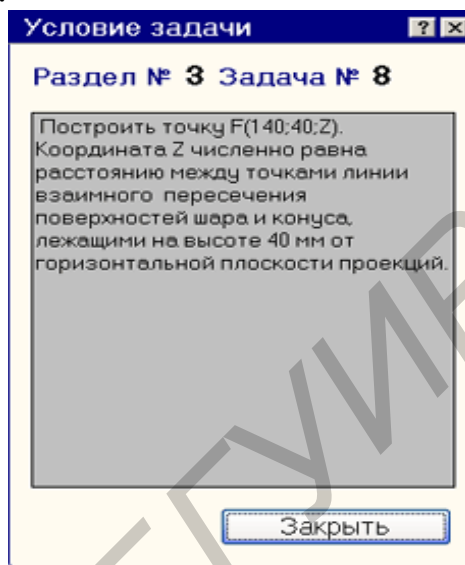 Условие задачи
Раздел № 3 Задача № 8
Построить точку F(140;40;Z).
Координата Z численно равна
расстоянию между точками линии
взаимного пересечения
поверхностей шара и конуса,
лежащими на высоте 40 мм от
горизонтальной плоскости проекций.
Закрыть